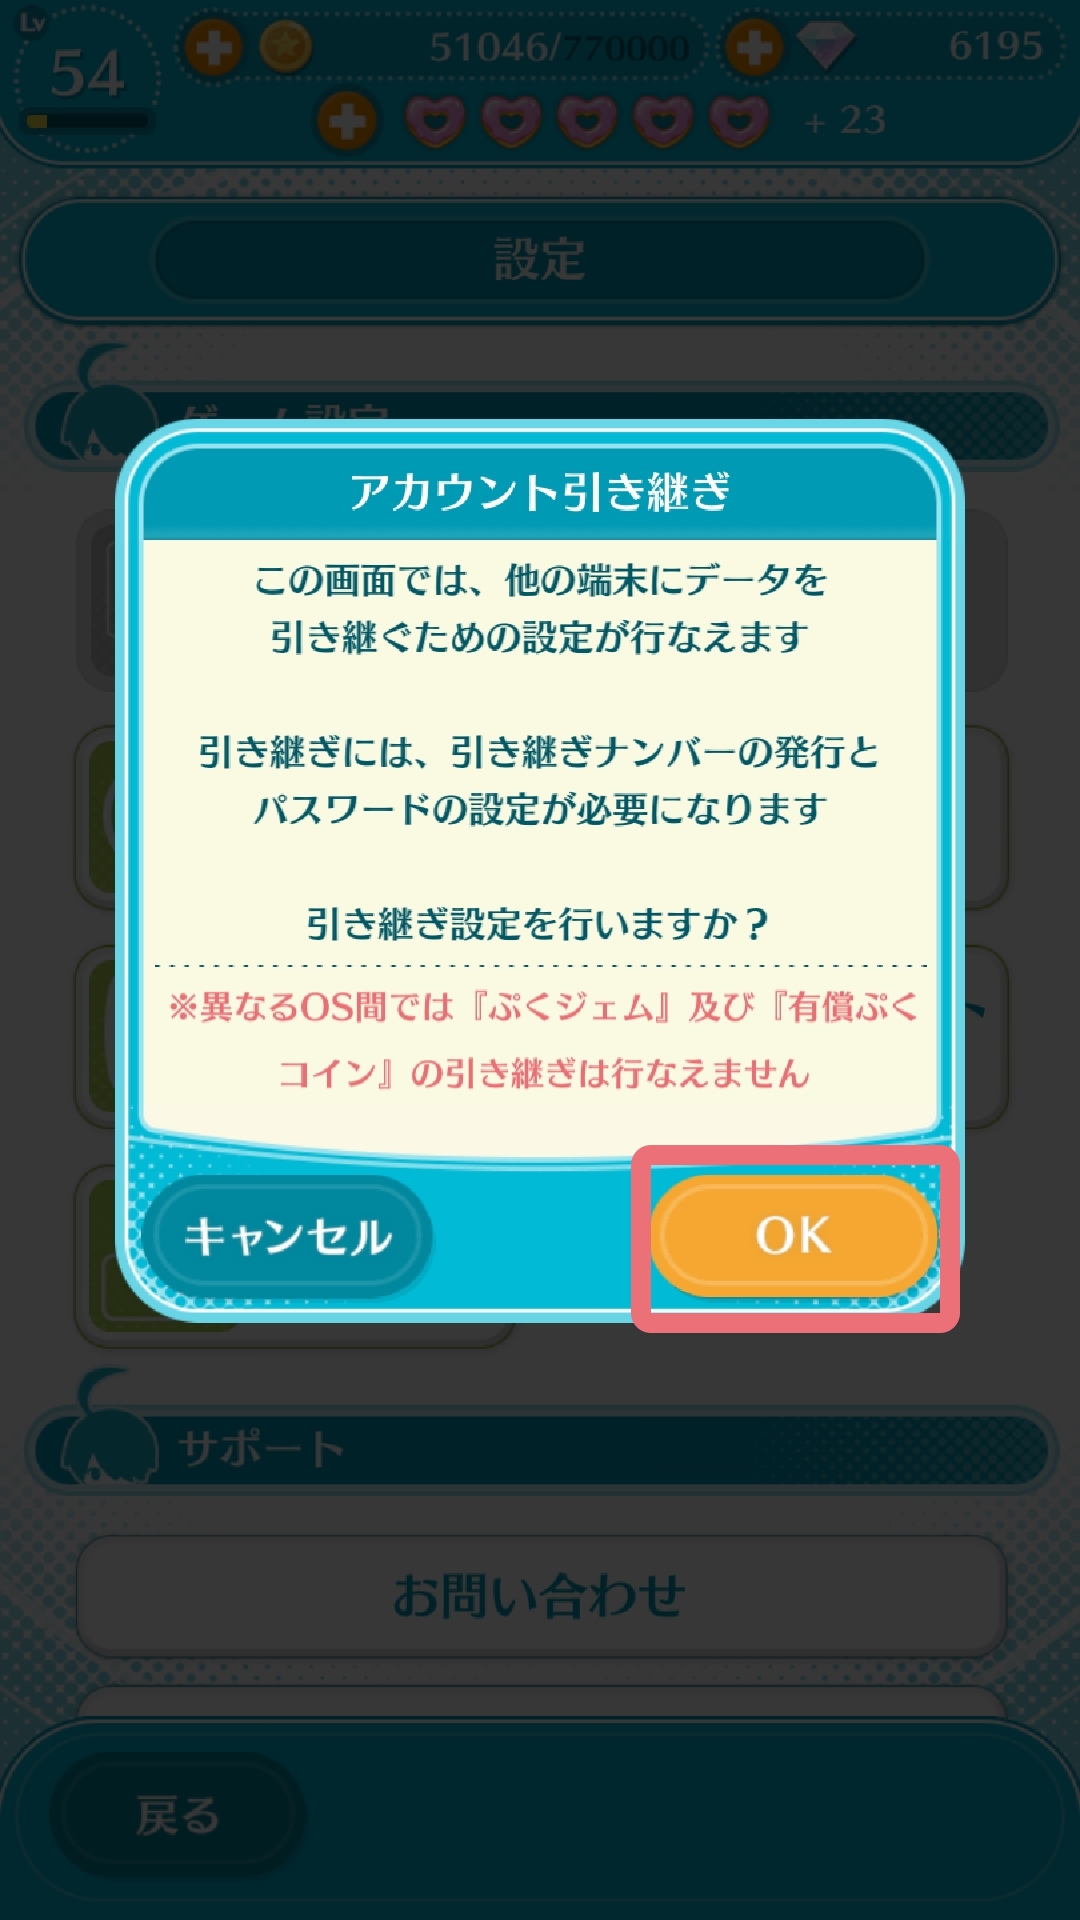 Lv
54
51046/770000
6195
+ 23
設定
ゲーム設定
アカウント引き継ぎ
この画面では、他の端末にデータを
引き継ぐための設定が行なえます
引き継ぎには、引き継ぎナンバーの発行と
パスワードの設定が必要になります
引き継ぎ設定を行いますか？
※異なるOS間では『ぷくジェム』及び『有償ぷく
コイン』の引き継ぎは行なえません
キャンセル
OK
サポート
お問い合わせ
戻る